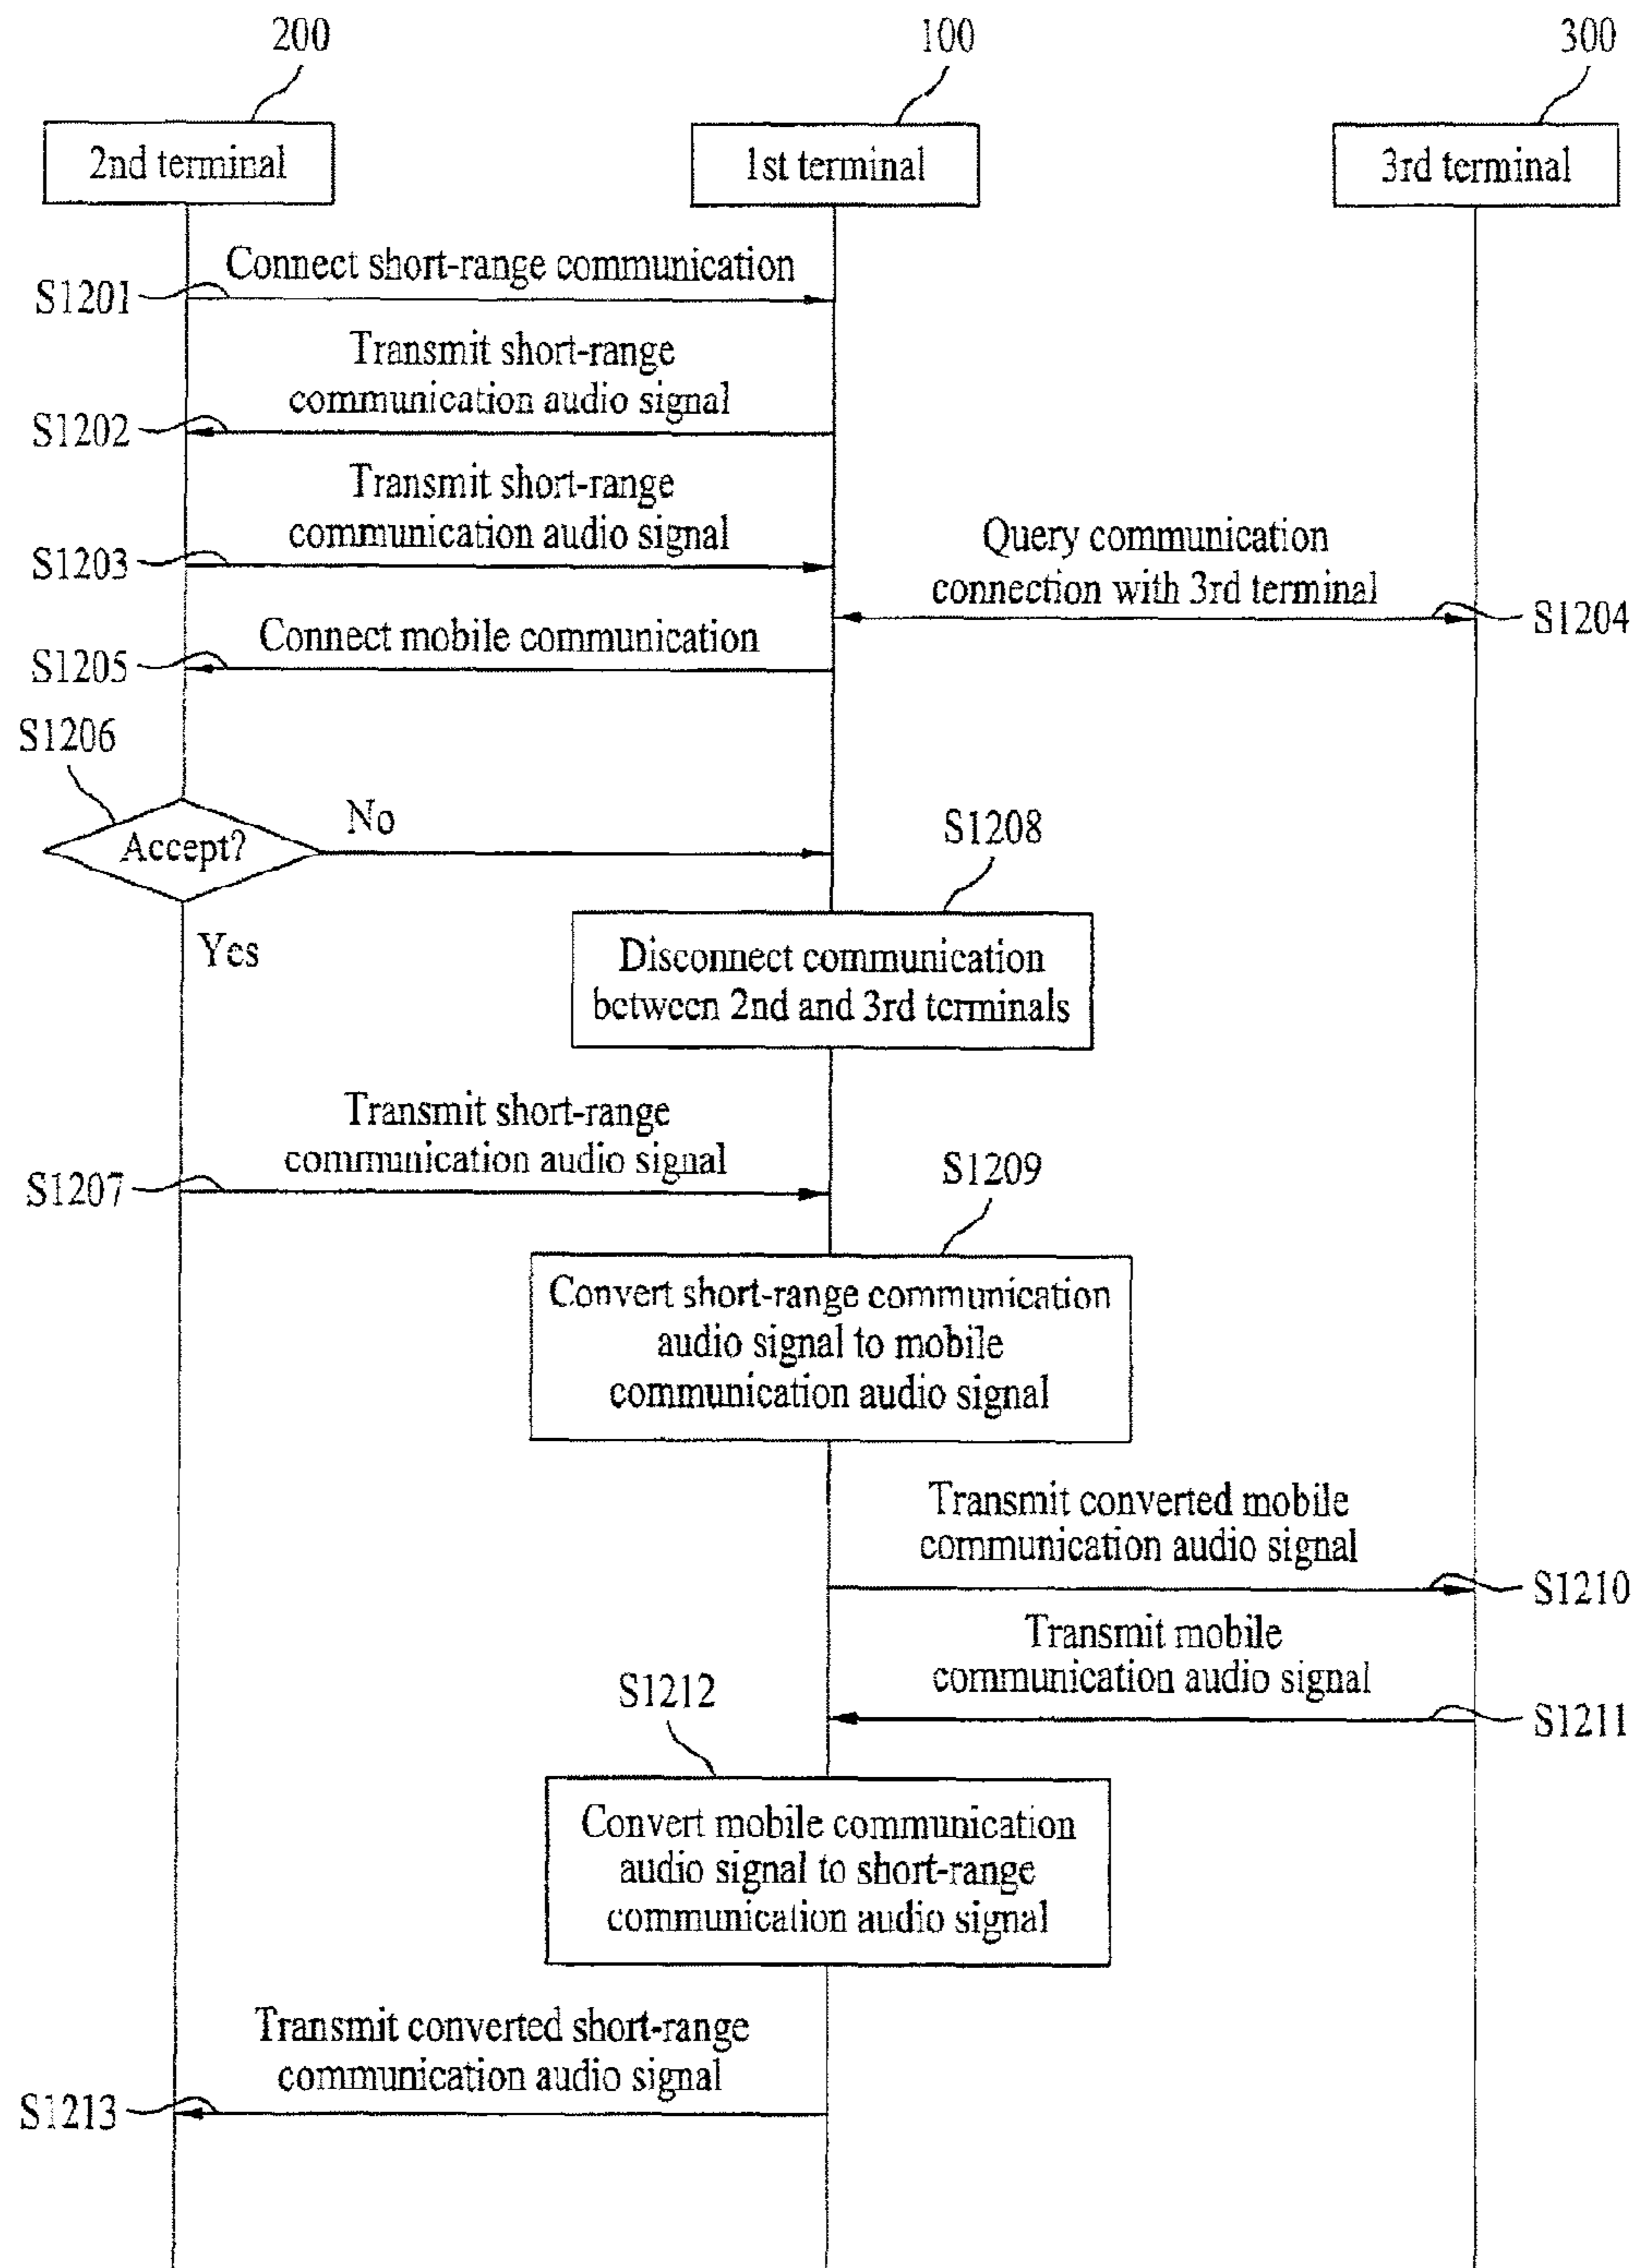 200
100
300
2nd terminal
1st terminal
3rd terminal
Connect short-range communication
S1201
Transmit short-range
communication audio signal
S1202
Transmit short-range
communication audio signal
S1203
Query communication
connection with 3rd terminal
S1204
Connect mobile communication
S1205
S1206
Accept?
No
Yes
S1208
Disconnect communication
between 2nd and 3rd terminals
Transmit short-range
communication audio signal
S1207
S1209
Convert short-range communication
audio signal to mobile
communication audio signal
Transmit converted mobile
communication audio signal
S1210
Transmit mobile
communication audio signal
S1211
S1212
Convert mobile communication
audio signal to short-range
communication audio signal
Transmit converted short-range
communication audio signal
S1213